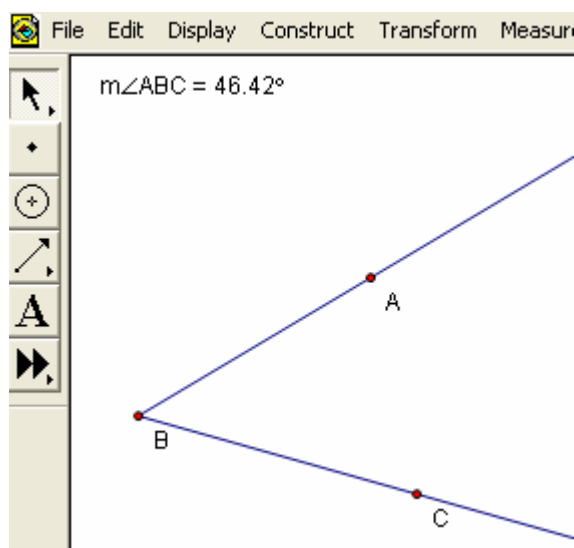 File Edit Display Construct Transform Measure
m∠ABC = 46.42°
A
A
B
C